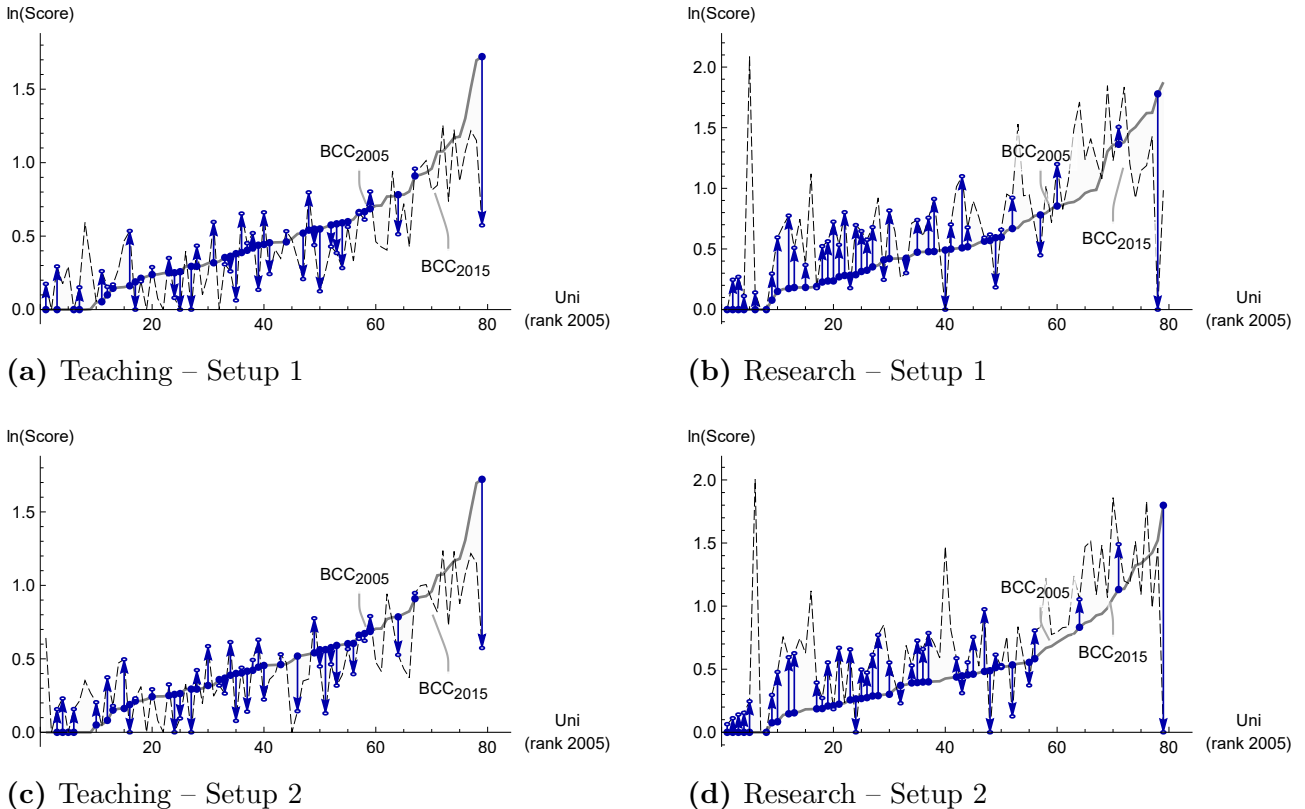 ln(Score)
1.5
1.0
0.5
0.0
20
40
60
80
BCC2005
BCC2015
Uni
(rank 2005)
(a) Teaching – Setup 1
ln(Score)
2.0
1.5
1.0
0.5
0.0
20
40
60
80
BCC2005
BCC2015
Uni
(rank 2005)
(b) Research – Setup 1
ln(Score)
1.5
1.0
0.5
0.0
20
40
60
80
BCC2005
BCC2015
Uni
(rank 2005)
(c) Teaching – Setup 2
ln(Score)
2.0
1.5
1.0
0.5
0.0
20
40
60
80
BCC2005
BCC2015
Uni
(rank 2005)
(d) Research – Setup 2